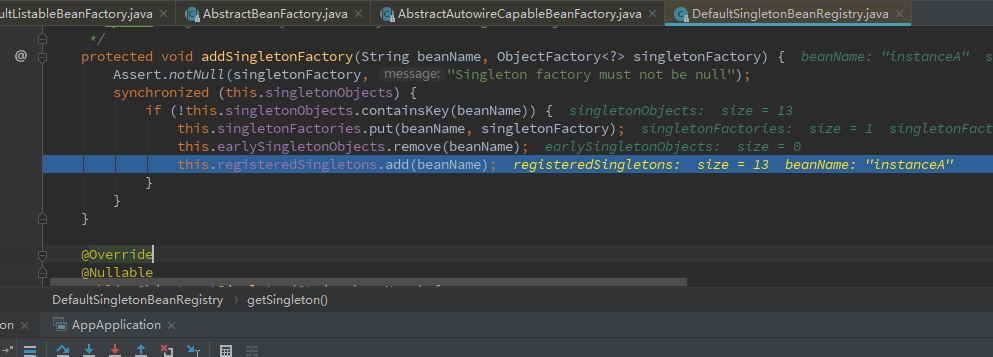 ultListableBeanFactory.java × AbstractBeanFactory.java × AbstractAutowireCapableBeanFactory.java × DefaultSingletonBeanRegistry.java ×
*/
@ protected void addSingletonFactory(String beanName, ObjectFactory<?> singletonFactory) { beanName: "instanceA" s
Assert.notNull(singletonFactory, message: "Singleton factory must not be null");
synchronized (this.singletonObjects) {
if (!this.singletonObjects.containsKey(beanName)) { singletonObjects: size = 13
this.singletonFactories.put(beanName, singletonFactory); singletonFactories: size = 1 singletonFact
this.earlySingletonObjects.remove(beanName); earlySingletonObjects: size = 0
this.registeredSingletons.add(beanName); registeredSingletons: size = 13 beanName: "instanceA"
}
}
}
@Override
@Nullable
DefaultSingletonBeanRegistry › getSingleton()
on × AppApplication ×